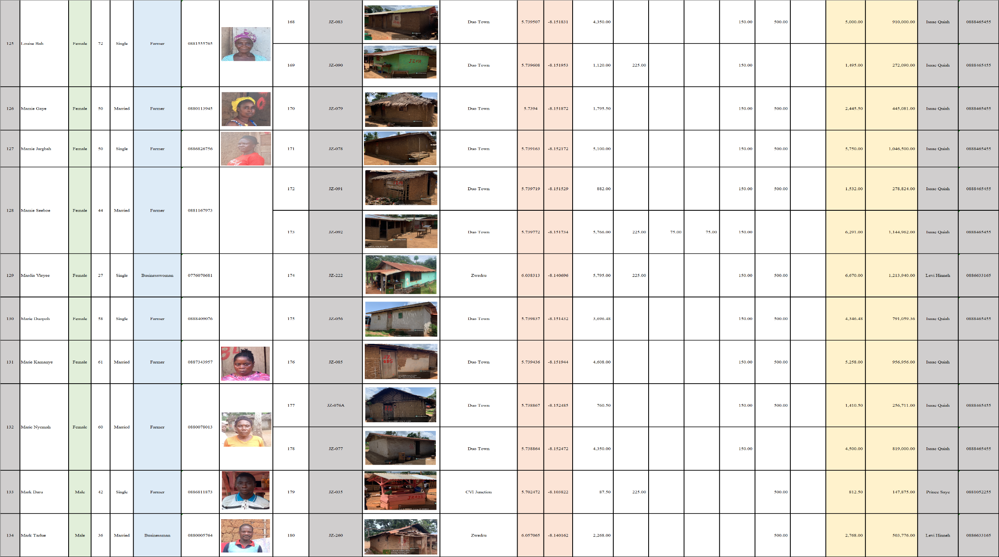 125 Louise Bah Female 72 Single Farmer 0881555765 168 JZ-083 Duo Town 5.739507 -8.151831 4,350.00 150.00 500.00 5,000.00 910,000.00 Isaac Quiah 0888465455
169 JZ-090 JZ 090 Duo Town 5.739608 -8.151953 1,120.00 225.00 150.00 1,495.00 272,090.00 Isaac Quiah 0888465455
126 Mamie Gaye Female 50 Married Farmer 0880113945 170 JZ-079 Duo Town 5.7394 -8.151872 1,795.50 150.00 500.00 2,445.50 445,081.00 Isaac Quiah 0888465455
127 Mamie Jargbah Female 50 Single Farmer 0886826756 171 JZ-078 Duo Town 5.739163 -8.152172 5,100.00 150.00 500.00 5,750.00 1,046,500.00 Isaac Quiah 0888465455
128 Mamie Seeboe Female 44 Married Farmer 0881167973 172 JZ-091 Duo Town 5.739719 -8.151529 882.00 150.00 500.00 1,532.00 278,824.00 Isaac Quiah 0888465455
173 JZ-092 Duo Town 5.739772 -8.151734 5,766.00 225.00 75.00 75.00 150.00 6,291.00 1,144,962.00 Isaac Quiah 0888465455
129 Mardia Vleyee Female 27 Single Businesswoman 0776070681 174 JZ-222 Zwedru 6.038313 -8.140696 5,795.00 225.00 150.00 500.00 6,670.00 1,213,940.00 Levi Hinneh 0886633165
130 Marie Duopoh Female 58 Single Farmer 0888409076 175 JZ-056 Duo Town 5.739837 -8.151432 3,696.48 150.00 500.00 4,346.48 791,059.36 Isaac Quiah 0888465455
131 Marie Kamanye Female 61 Married Farmer 0887343957 176 JZ-085 JZ 085 Duo Town 5.739436 -8.151944 4,608.00 150.00 500.00 5,258.00 956,956.00 Isaac Quiah
132 Marie Nyemah Female 60 Married Farmer 0880078013 177 JZ-076A Duo Town 5.738867 -8.152485 760.50 150.00 500.00 1,410.50 256,711.00 Isaac Quiah 0888465455
178 JZ-077 Duo Town 5.738864 -8.152472 4,350.00 150.00 4,500.00 819,000.00 Isaac Quiah 0888465455
133 Mark Daru Male 42 Single Farmer 0886811873 179 JZ-035 JZ035 CVI Junction 5.702472 -8.103822 87.50 225.00 500.00 812.50 147,875.00 Prince Saye 0881052255
134 Mark Tarlue Male 36 Married Businessman 0880005764 180 JZ-260 Zwedru 6.057065 -8.140162 2,268.00 500.00 2,768.00 503,776.00 Levi Hinneh 0886633165